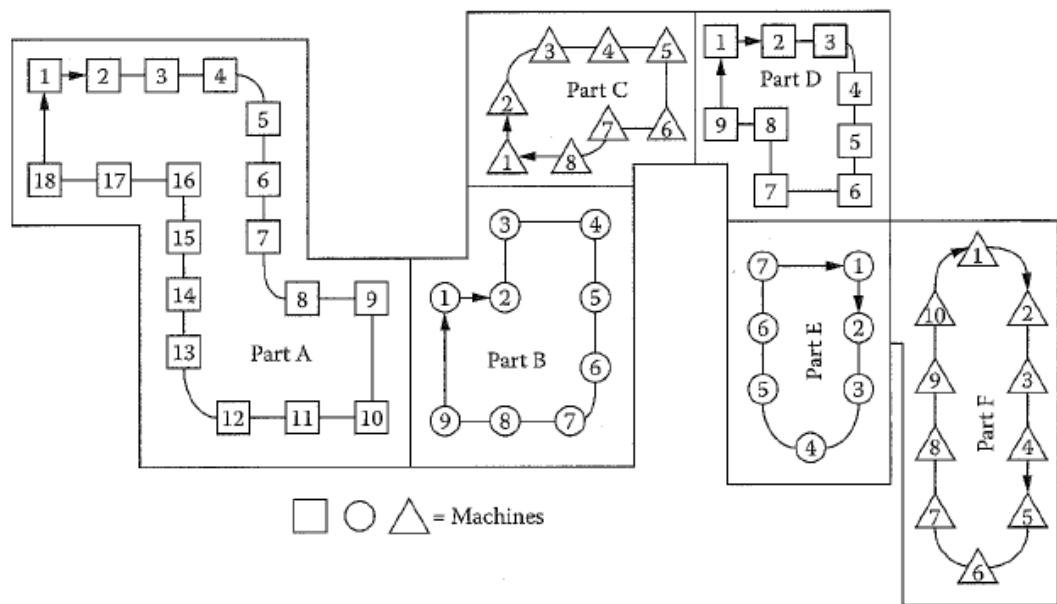 1 2 3 4
5
18 17 16 6
15 7
14 8 9
13 Part A
12 11 10
3 4 5
2 Part C
7 6
1 8
3 4
1 2 5
Part B 6
9 8 7
1 2 3
Part D
4
9 8
5
7 6
7 1
6 2
Part E
5 3
4
1
10 2
9 3
Part F
8 4
7 5
6
= Machines